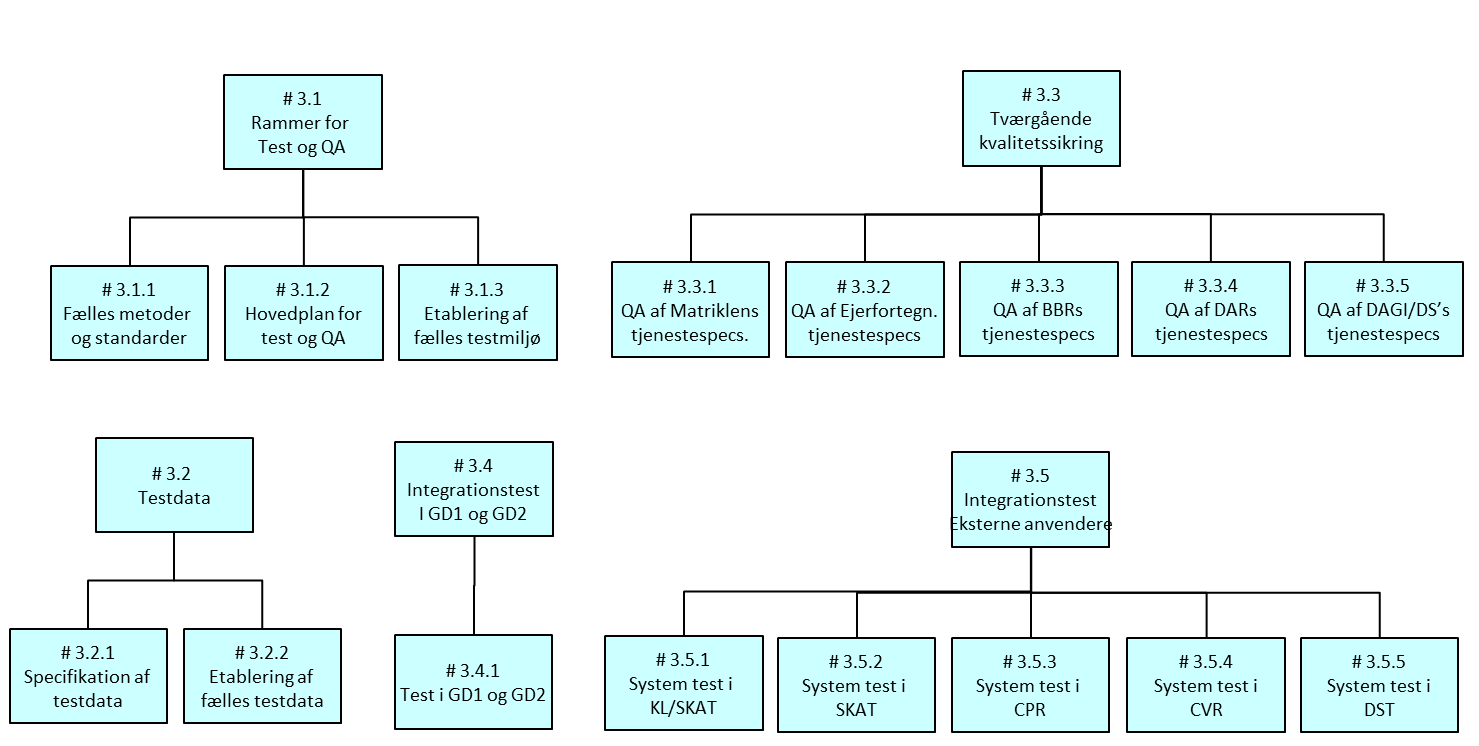 # 3.1
Rammer for
Test og QA
# 3.1.1
Fælles metoder
og standarder
# 3.1.2
Hovedplan for
test og QA
# 3.1.3
Etablering af
fælles testmiljø
# 3.3
Tværgående
kvalitetssikring
# 3.3.1
QA af Matriklens
tjenestespecs.
# 3.3.2
QA af Ejerfortegn.
tjenestespecs
# 3.3.3
QA af BBRs
tjenestespecs
# 3.3.4
QA af DARs
tjenestespecs
# 3.3.5
QA af DAGI/DS’s
tjenestespecs
# 3.2
Testdata
# 3.2.1
Specifikation af
testdata
# 3.2.2
Etablering af
fælles testdata
# 3.4
Integrationstest
I GD1 og GD2
# 3.4.1
Test i GD1 og GD2
# 3.5
Integrationstest
Eksterne anvendere
# 3.5.1
System test i
KL/SKAT
# 3.5.2
System test i
SKAT
# 3.5.3
System test i
CPR
# 3.5.4
System test i
CVR
# 3.5.5
System test i
DST